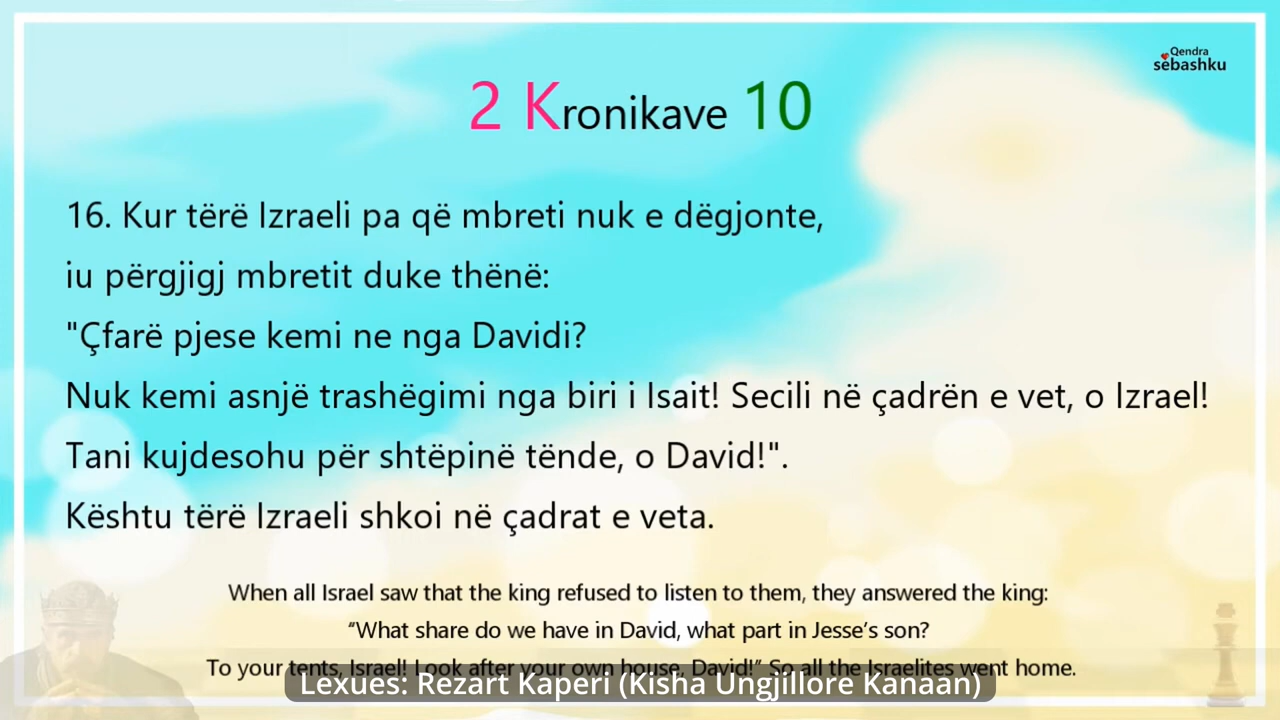 Qendra
sëbashku
2 Kronikave 10
16. Kur tërë Izraeli pa që mbreti nuk e dëgjonte,
iu përgjigj mbretit duke thënë:
"Çfarë pjese kemi ne nga Davidi?
Nuk kemi asnjë trashëgimi nga biri i Isait! Secili në çadrën e vet, o Izrael!
Tani kujdesohu për shtëpinë tënde, o David!".
Kështu tërë Izraeli shkoi në çadrat e veta.
When all Israel saw that the king refused to listen to them, they answered the king:
“What share do we have in David, what part in Jesse’s son?
To your tents, Israel! Look after your own house, David!” So all the Israelites went home.
Lexues: Rezart Kaperi (Kisha Ungjillore Kanaan)